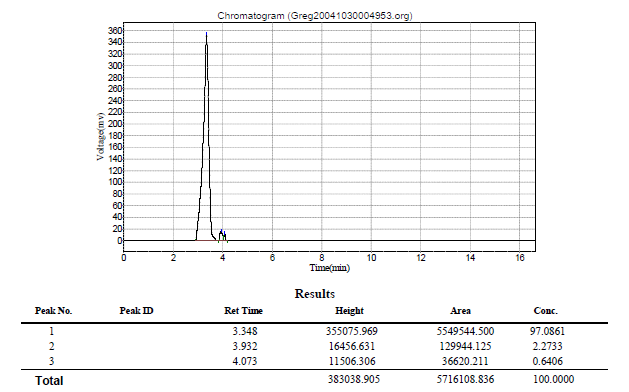 Chromatogram (Greg20041030004953.org)
360
340
320
300
280
260
240
220
200
180
160
140
120
100
80
60
40
20
0
Voltage(mv)
0 2 4 6 8 10 12 14 16
Time(min)
Results
Peak No. Peak ID Ret Time Height Area Conc.
1 3.348 355075.969 5549544.500 97.0861
2 3.932 16456.631 129944.125 2.2733
3 4.073 11506.306 36620.211 0.6406
Total 383038.905 5716108.836 100.0000